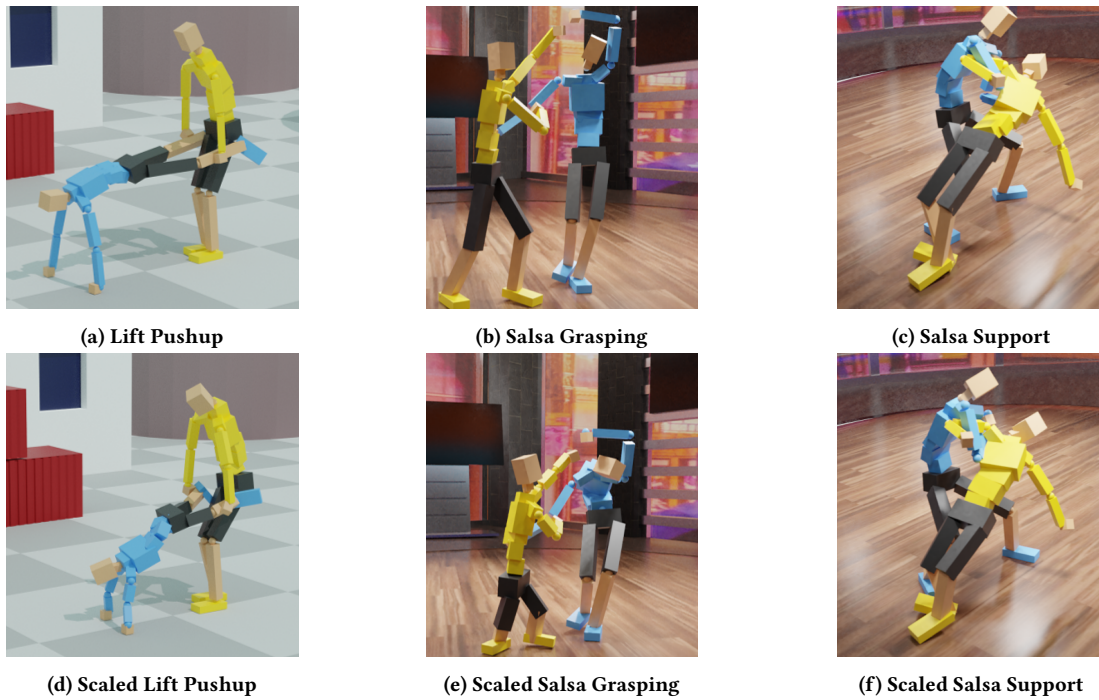 (a) Lift Pushup
(b) Salsa Grasping
(c) Salsa Support
(d) Scaled Lift Pushup
(e) Scaled Salsa Grasping
(f) Scaled Salsa Support